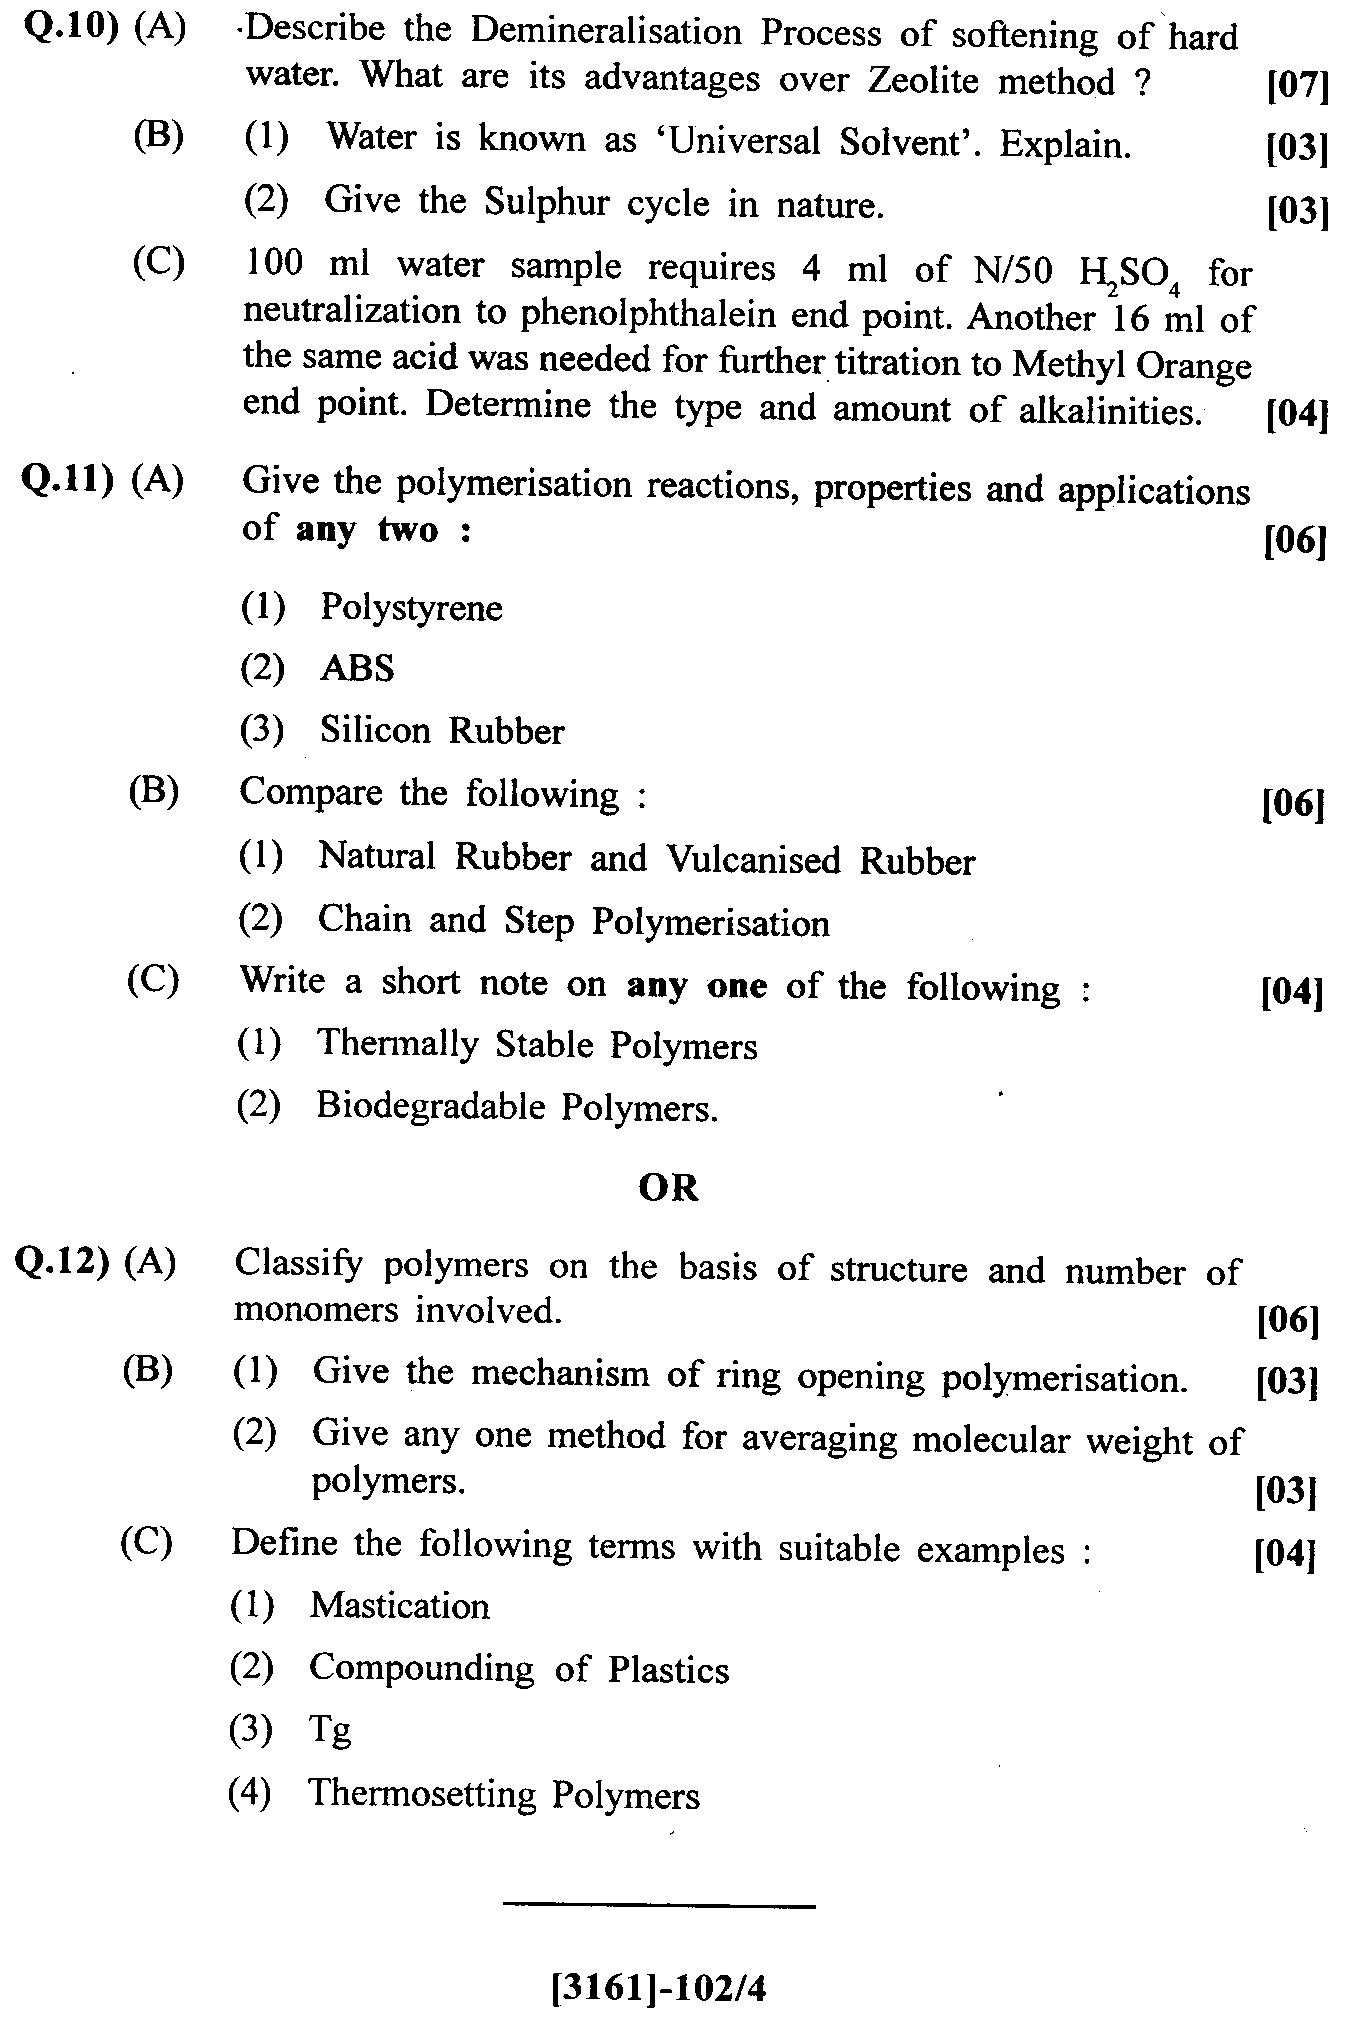 Q.10) (A) Describe the Demineralisation Process of softening of hard
water. What are its advantages over Zeolite method ? [07]
(B) (1) Water is known as ‘Universal Solvent’. Explain. [03]
(2) Give the Sulphur cycle in nature. [03]
(C) 100 ml water sample requires 4 ml of N/50 H₂SO₄ for
neutralization to phenolphthalein end point. Another 16 ml of
the same acid was needed for further titration to Methyl Orange
end point. Determine the type and amount of alkalinities. [04]
Q.11) (A) Give the polymerisation reactions, properties and applications
of any two : [06]
(1) Polystyrene
(2) ABS
(3) Silicon Rubber
(B) Compare the following : [06]
(1) Natural Rubber and Vulcanised Rubber
(2) Chain and Step Polymerisation
(C) Write a short note on any one of the following : [04]
(1) Thermally Stable Polymers
(2) Biodegradable Polymers.
OR
Q.12) (A) Classify polymers on the basis of structure and number of
monomers involved. [06]
(B) (1) Give the mechanism of ring opening polymerisation. [03]
(2) Give any one method for averaging molecular weight of
polymers. [03]
(C) Define the following terms with suitable examples : [04]
(1) Mastication
(2) Compounding of Plastics
(3) Tg
(4) Thermosetting Polymers
[3161]-102/4